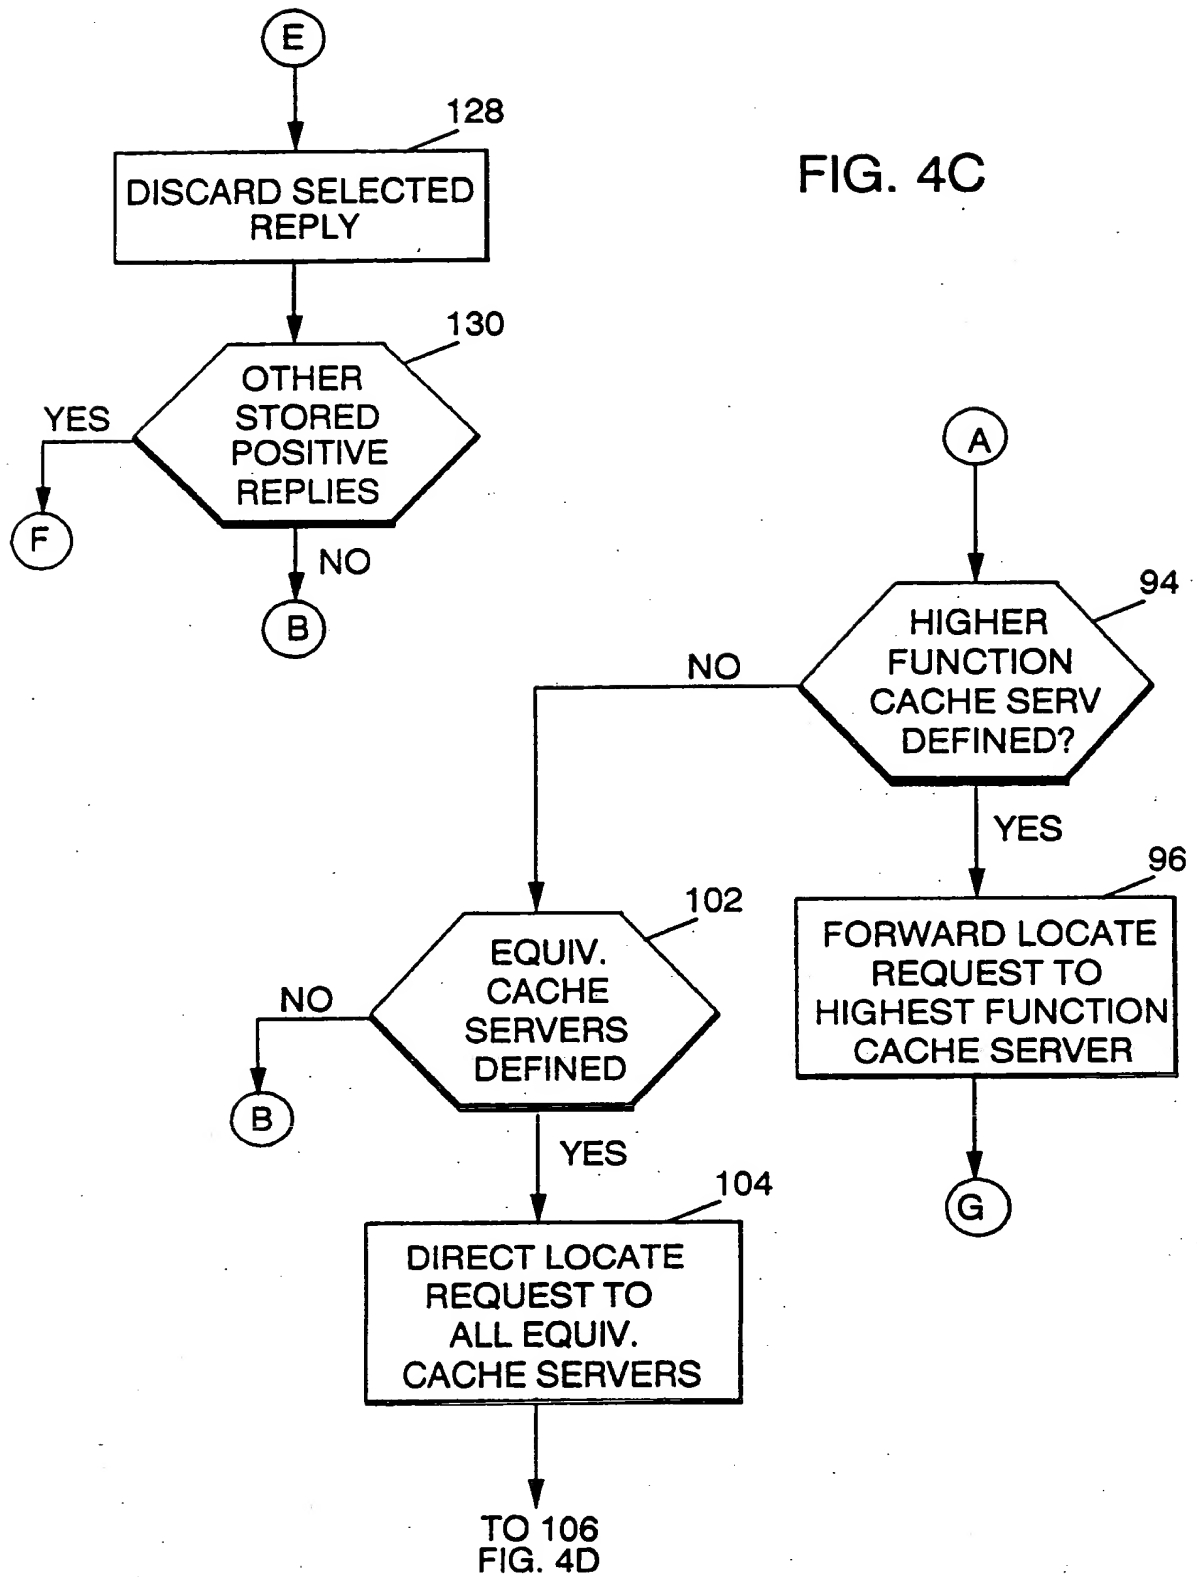 E
128
DISCARD SELECTED
REPLY
FIG. 4C
130
OTHER
STORED
POSITIVE
REPLIES
YES
F
NO
B
A
94
HIGHER
FUNCTION
CACHE SERV
DEFINED?
NO
YES
96
FORWARD LOCATE
REQUEST TO
HIGHEST FUNCTION
CACHE SERVER
G
102
EQUIV.
CACHE
SERVERS
DEFINED
NO
B
YES
104
DIRECT LOCATE
REQUEST TO
ALL EQUIV.
CACHE SERVERS
TO 106
FIG. 4D